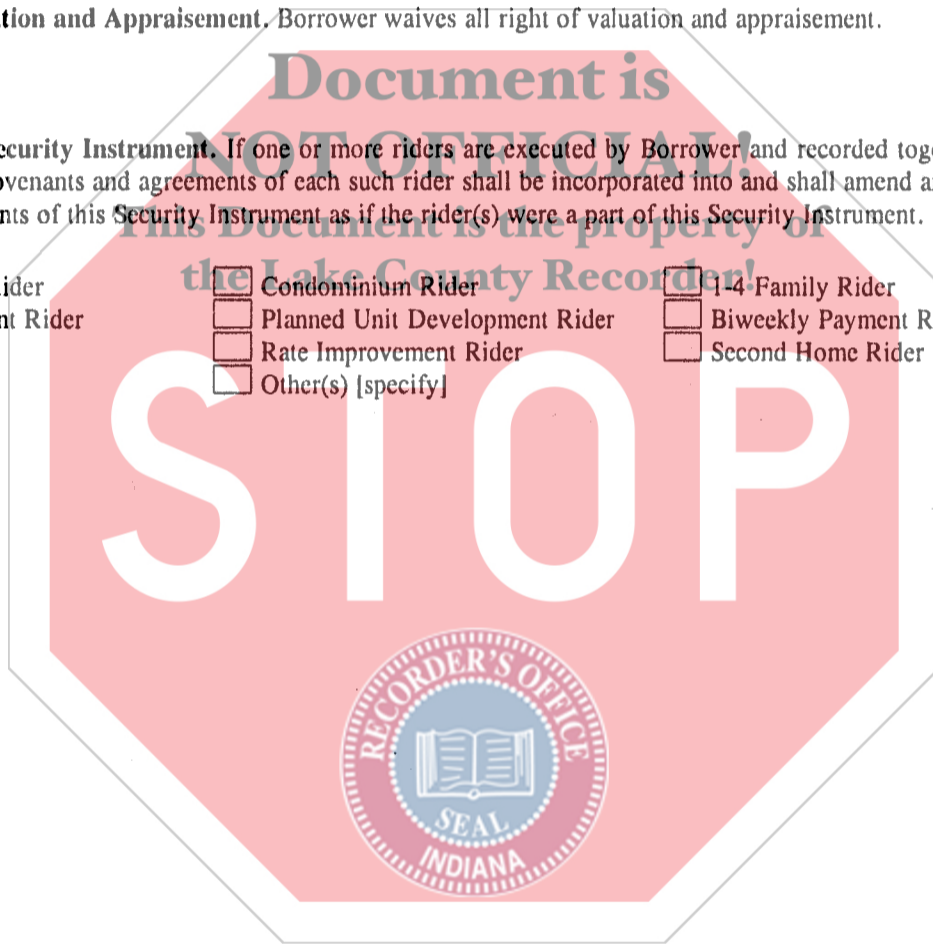 tion and Appraisement. Borrower waives all right of valuation and appraisement.
Document is
NOT OFFICIAL!
ecurity Instrument. If one or more riders are executed by Borrower and recorded tog
ovenants and agreements of each such rider shall be incorporated into and shall amend a
nts of this Security Instrument as if the rider(s) were a part of this Security Instrument.
This Document is the property of
the Lake County Recorder!
ider Condominium Rider 1-4 Family Rider
nt Rider Planned Unit Development Rider Biweekly Payment R
Rate Improvement Rider Second Home Rider
Other(s) [specify]
STOP
RECORDER'S OFFICE
SEAL
INDIANA